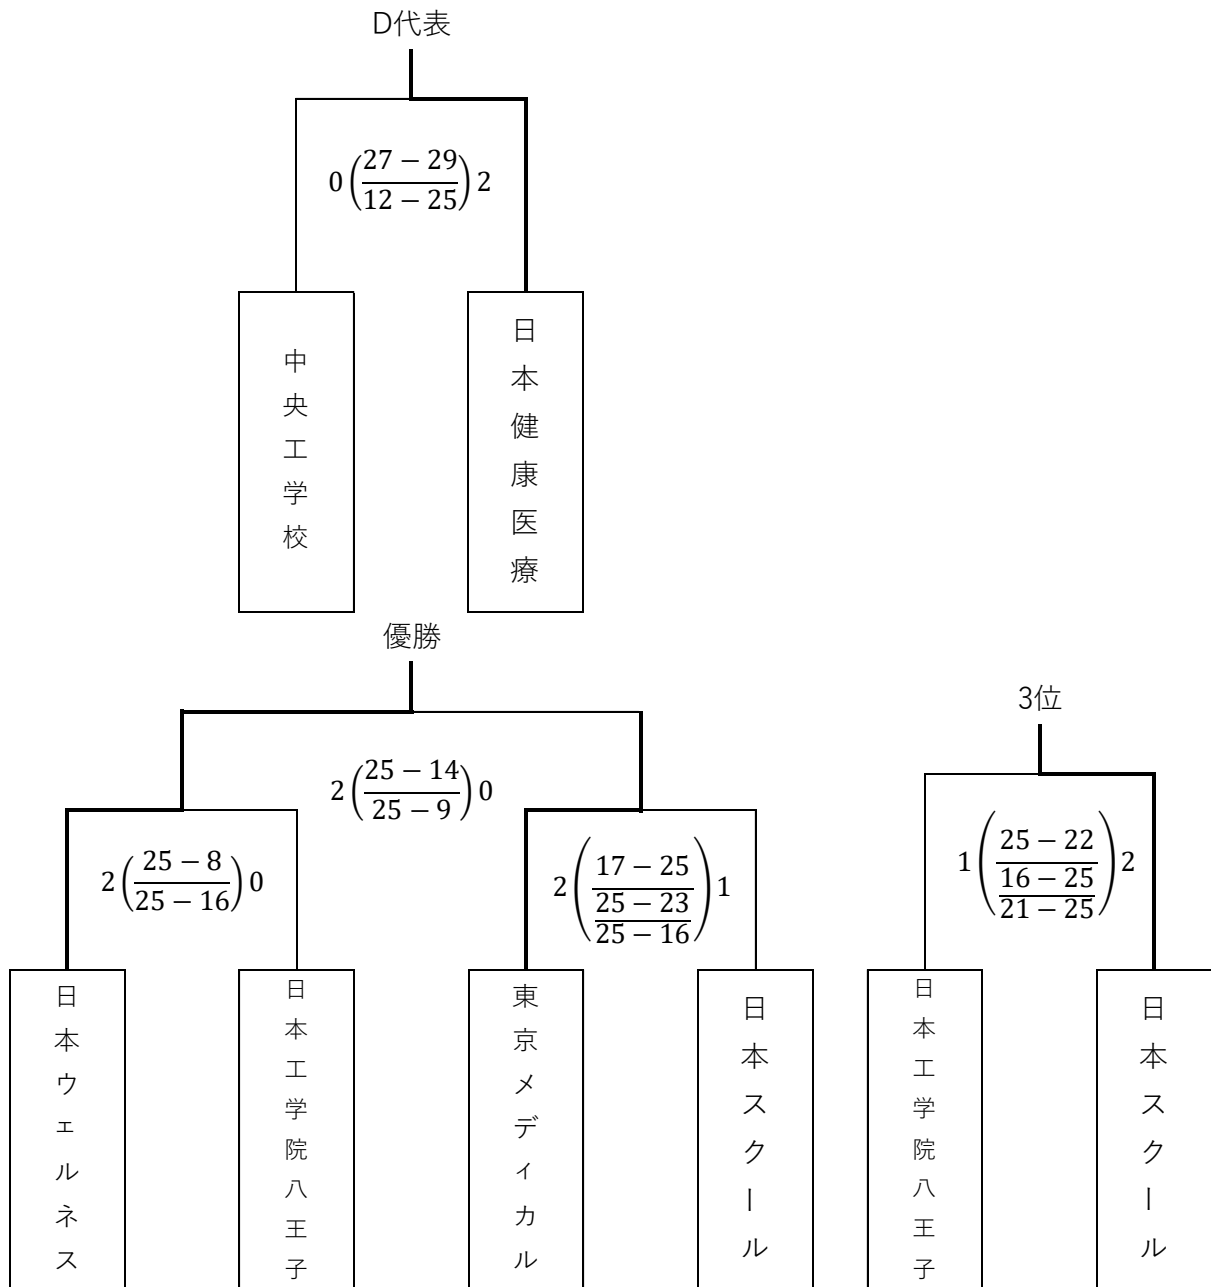 D代表
0 (27 − 29 / 12 − 25) 2
中央工学校
日本健康医療
優勝
2 (25 − 14 / 25 − 9) 0
2 (25 − 8 / 25 − 16) 0
2 (17 − 25 / 25 − 23 / 25 − 16) 1
日本ウェルネス
日本工学院八王子
東京メディカル
日本スクール
3位
1 (25 − 22 / 16 − 25 / 21 − 25) 2
日本工学院八王子
日本スクール